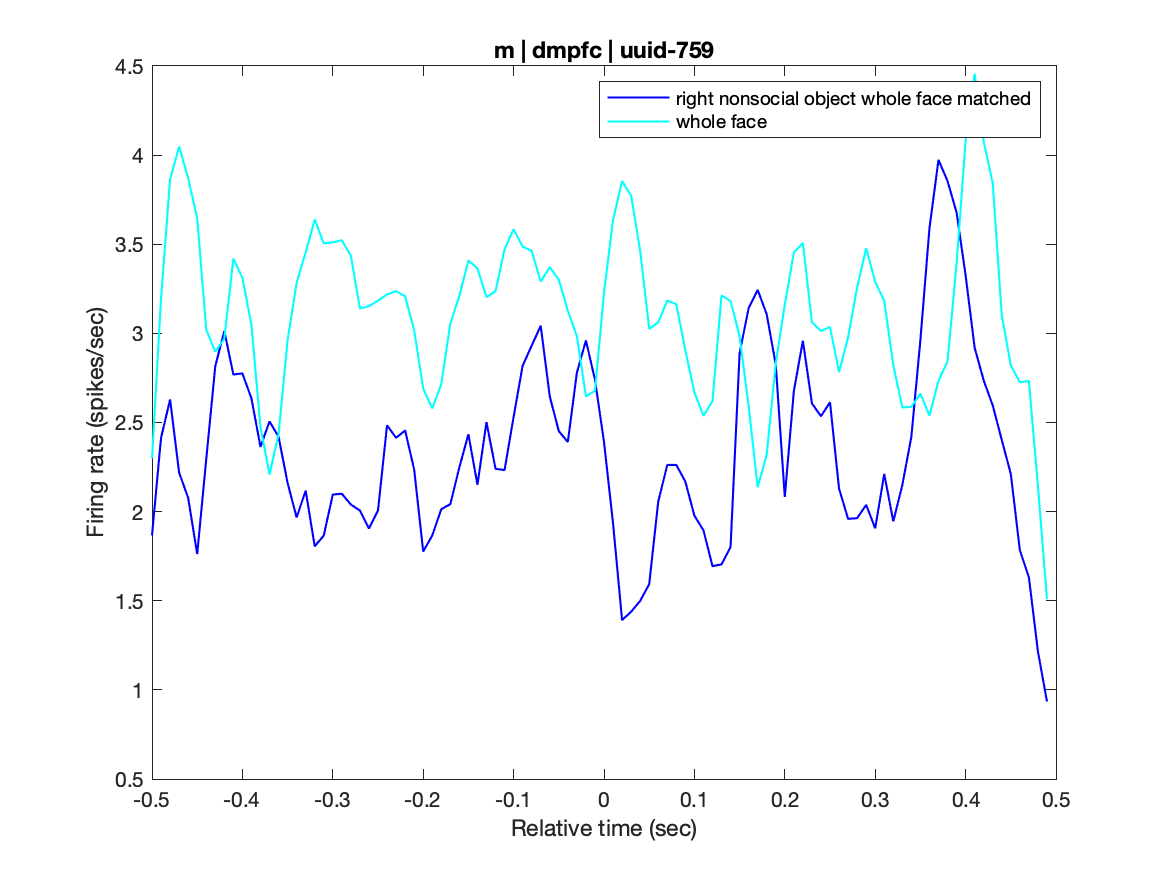 m | dmpfc | uuid-759
right nonsocial object whole face matched
whole face
4.5
4
3.5
3
2.5
2
1.5
1
0.5
Firing rate (spikes/sec)
-0.5 -0.4 -0.3 -0.2 -0.1 0 0.1 0.2 0.3 0.4 0.5
Relative time (sec)